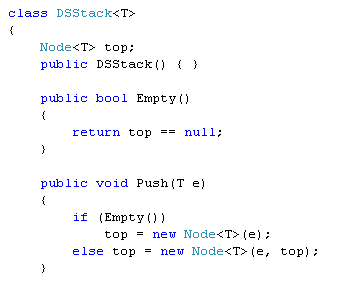 class DSStack<T>
{
    Node<T> top;
    public DSStack() { }

    public bool Empty()
    {
        return top == null;
    }

    public void Push(T e)
    {
        if (Empty())
            top = new Node<T>(e);
        else top = new Node<T>(e, top);
    }